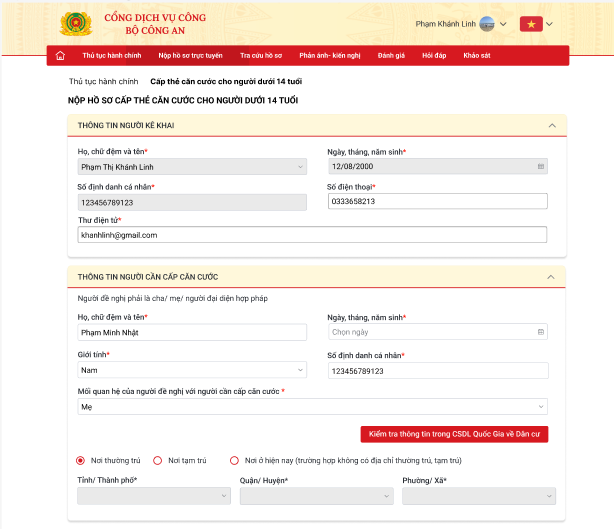 CỔNG DỊCH VỤ CÔNG
BỘ CÔNG AN
Phạm Khánh Linh
Thủ tục hành chính Nộp hồ sơ trực tuyến Tra cứu hồ sơ Phản ánh- kiến nghị Đánh giá Hỏi đáp Khảo sát
Thủ tục hành chính Cấp thẻ căn cước cho người dưới 14 tuổi
NỘP HỒ SƠ CẤP THẺ CĂN CƯỚC CHO NGƯỜI DƯỚI 14 TUỔI
THÔNG TIN NGƯỜI KÊ KHAI
Họ, chữ đệm và tên* Ngày, tháng, năm sinh*
Phạm Thị Khánh Linh 12/08/2000
Số định danh cá nhân* Số điện thoại*
123456789123 0333658213
Thư điện tử*
khanhlinh@gmail.com
THÔNG TIN NGƯỜI CẦN CẤP CĂN CƯỚC
Người đề nghị phải là cha/ mẹ/ người đại diện hợp pháp
Họ, chữ đệm và tên* Ngày, tháng, năm sinh*
Phạm Minh Nhật Chọn ngày
Giới tính* Số định danh cá nhân*
Nam 123456789123
Mối quan hệ của người đề nghị với người cần cấp căn cước *
Mẹ
Kiểm tra thông tin trong CSDL Quốc Gia về Dân cư
Nơi thường trú Nơi tạm trú Nơi ở hiện nay (trường hợp không có địa chỉ thường trú, tạm trú)
Tỉnh/ Thành phố* Quận/ Huyện* Phường/ Xã*